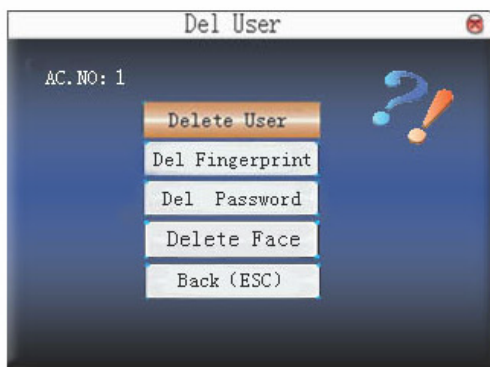 Del User
AC.NO: 1
Delete User
Del Fingerprint
Del Password
Delete Face
Back (ESC)